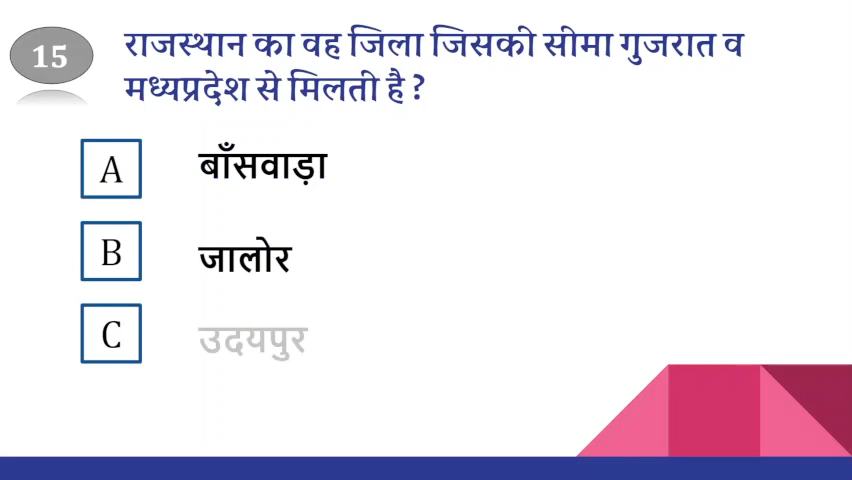 15
राजस्थान का वह जिला जिसकी सीमा गुजरात व
मध्यप्रदेश से मिलती है ?
A बाँसवाड़ा
B जालोर
C उदयपुर